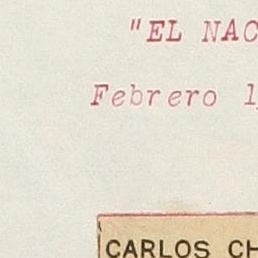 "EL NAC
Febrero 1
CARLOS CH